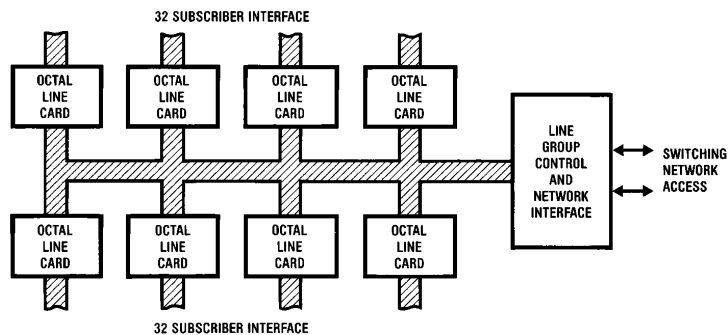 32 SUBSCRIBER INTERFACE
OCTAL
LINE
CARD
OCTAL
LINE
CARD
OCTAL
LINE
CARD
OCTAL
LINE
CARD
LINE
GROUP
CONTROL
AND
NETWORK
INTERFACE
SWITCHING
NETWORK
ACCESS
OCTAL
LINE
CARD
OCTAL
LINE
CARD
OCTAL
LINE
CARD
OCTAL
LINE
CARD
32 SUBSCRIBER INTERFACE